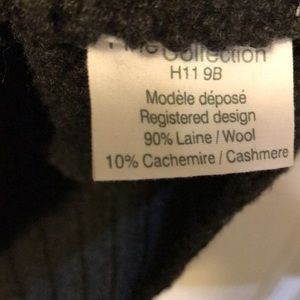 Collection
H11 9B
Modèle déposé
Registered design
90% Laine / Wool
10% Cachemire / Cashmere